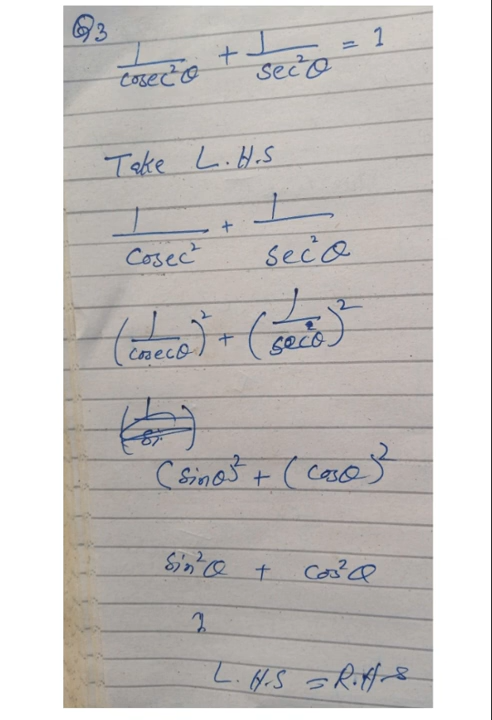 Q3
1/cosec²θ + 1/sec²θ = 1
Take L.H.S
1/Cosec² + 1/sec²θ
(1/cosecθ)² + (1/secθ)²
(sinθ)² + (cosθ)²
sin²θ + cos²θ
1
L.H.S = R.H.S